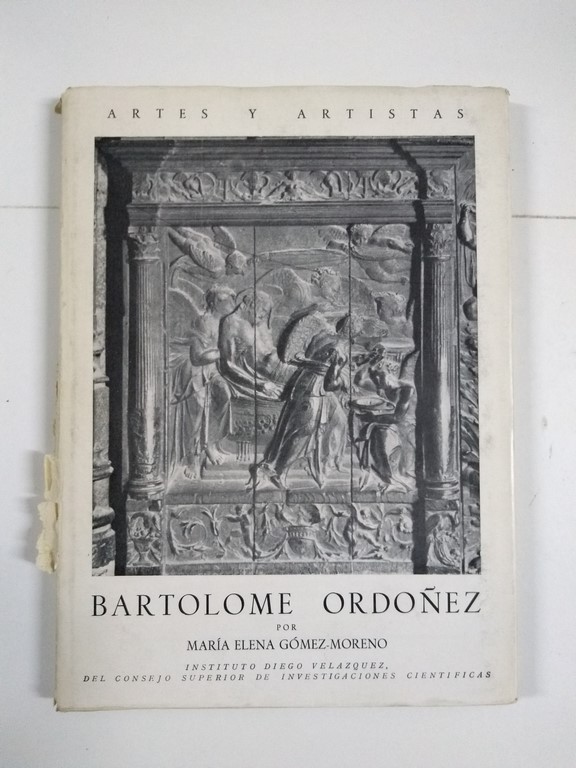 ARTES Y ARTISTAS
BARTOLOME ORDOÑEZ
POR
MARÍA ELENA GÓMEZ-MORENO
INSTITUTO DIEGO VELAZQUEZ,
DEL CONSEJO SUPERIOR DE INVESTIGACIONES CIENTIFICAS